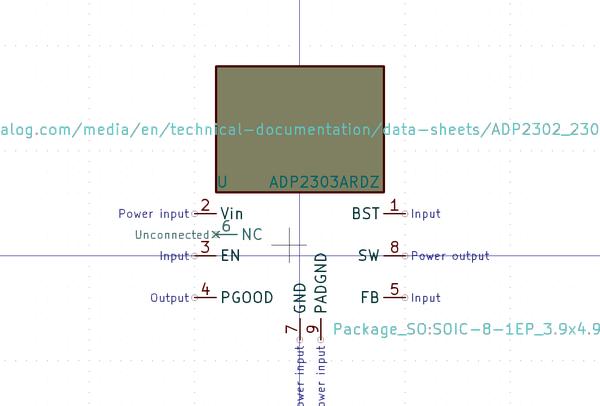 alog.com/media/en/technical-documentation/data-sheets/ADP2302_230
U ADP2303ARDZ
Power input 2 Vin
BST 1 Input
Unconnected 6 NC
Input 3 EN
SW 8 Power output
Output 4 PGOOD
FB 5 Input
GND 7 ower input
PADGND 9 ower input
Package_SO:SOIC-8-1EP_3.9x4.9